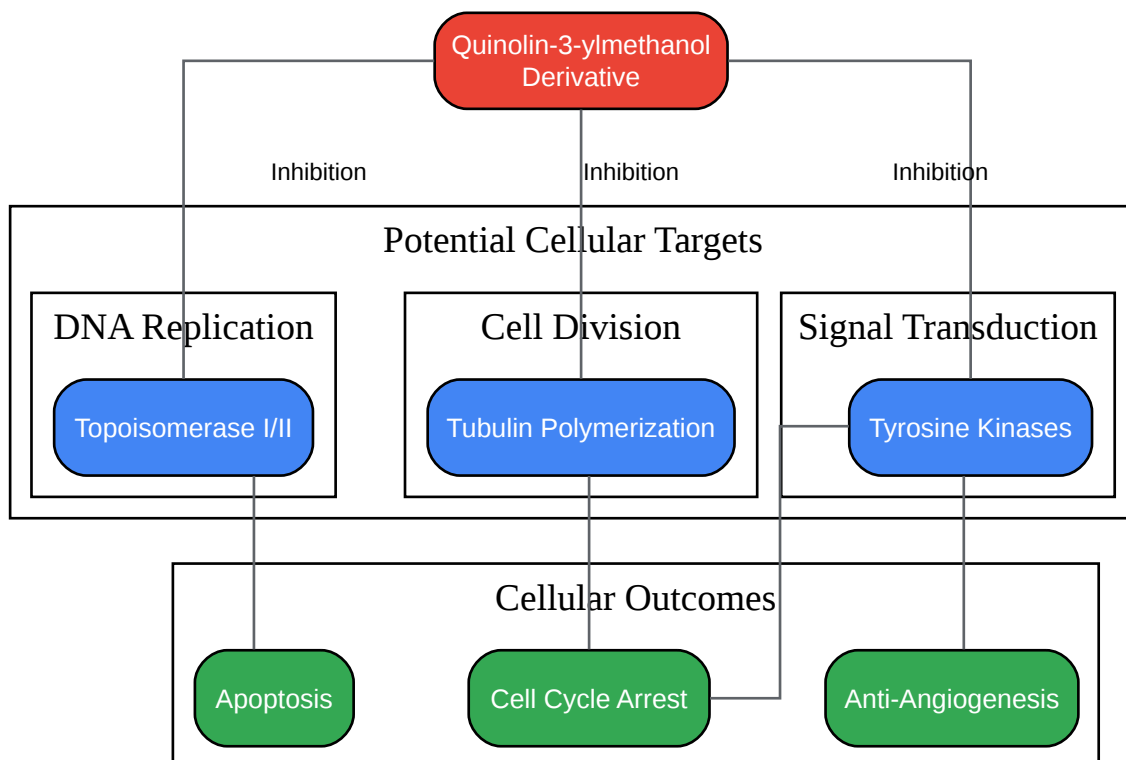 Quinolin-3-ylmethanol
Derivative
Inhibition
Inhibition
Inhibition
Potential Cellular Targets
DNA Replication
Cell Division
Signal Transduction
Topoisomerase I/II
Tubulin Polymerization
Tyrosine Kinases
Cellular Outcomes
Apoptosis
Cell Cycle Arrest
Anti-Angiogenesis